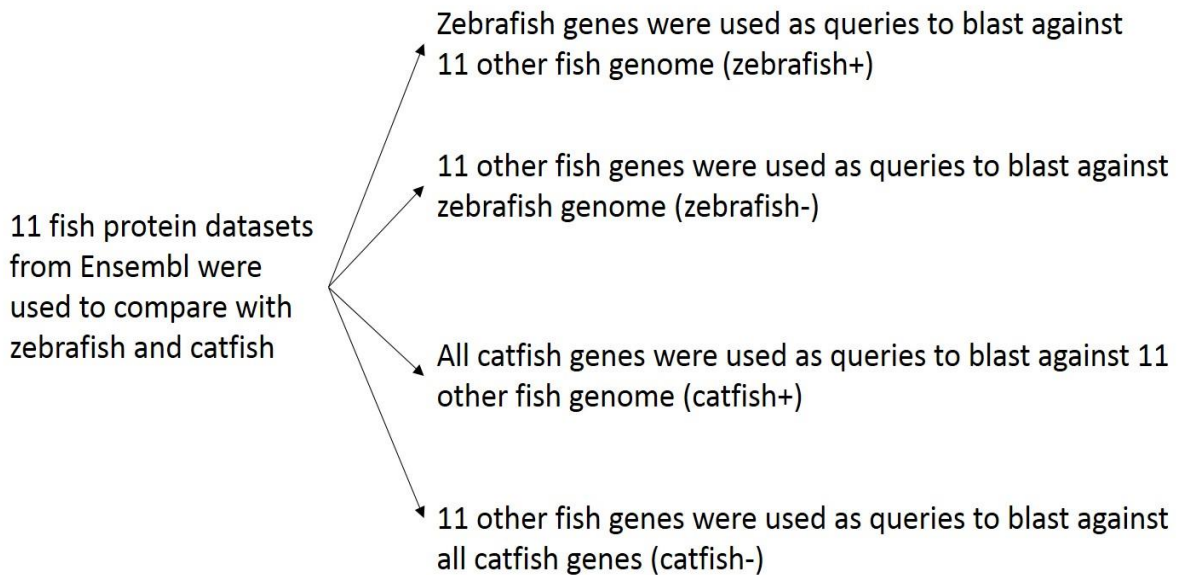 Zebrafish genes were used as queries to blast against
11 other fish genome (zebrafish+)
11 other fish genes were used as queries to blast against
zebrafish genome (zebrafish-)
11 fish protein datasets
from Ensembl were
used to compare with
zebrafish and catfish
All catfish genes were used as queries to blast against 11
other fish genome (catfish+)
11 other fish genes were used as queries to blast against
all catfish genes (catfish-)